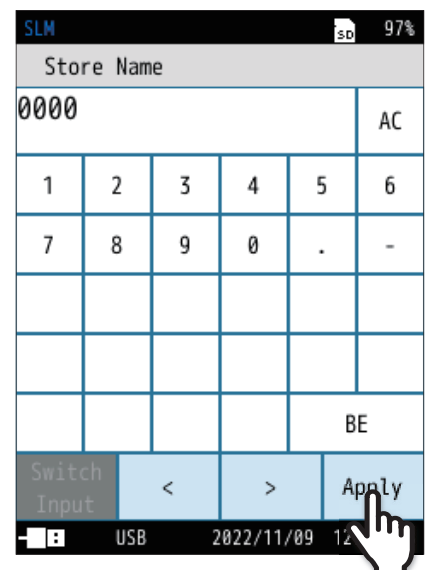 SLM SD 97%
Store Name
0000
AC
1 2 3 4 5 6
7 8 9 0 . -
BE
Switch Input < > Apply
USB 2022/11/09 12